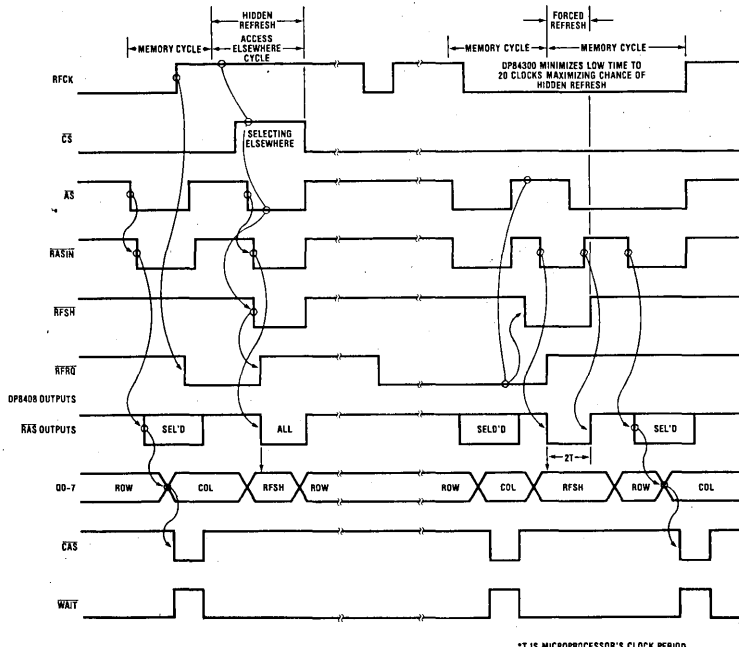 HIDDEN
REFRESH
ACCESS
ELSEWHERE
CYCLE
MEMORY CYCLE
FORCED
REFRESH
MEMORY CYCLE
MEMORY CYCLE
RFCK
DP84300 MINIMIZES LOW TIME TO
20 CLOCKS MAXIMIZING CHANCE OF
HIDDEN REFRESH
CS
SELECTING
ELSEWHERE
AS
RASIN
RFSH
RFRQ
DP8408 OUTPUTS
RAS OUTPUTS
SEL'D
ALL
SELD'D
SEL'D
2T
Q0-7
ROW
COL
RFSH
ROW
ROW
COL
RFSH
ROW
COL
CAS
WAIT
*T IS MICROPROCESSOR'S CLOCK PERIOD